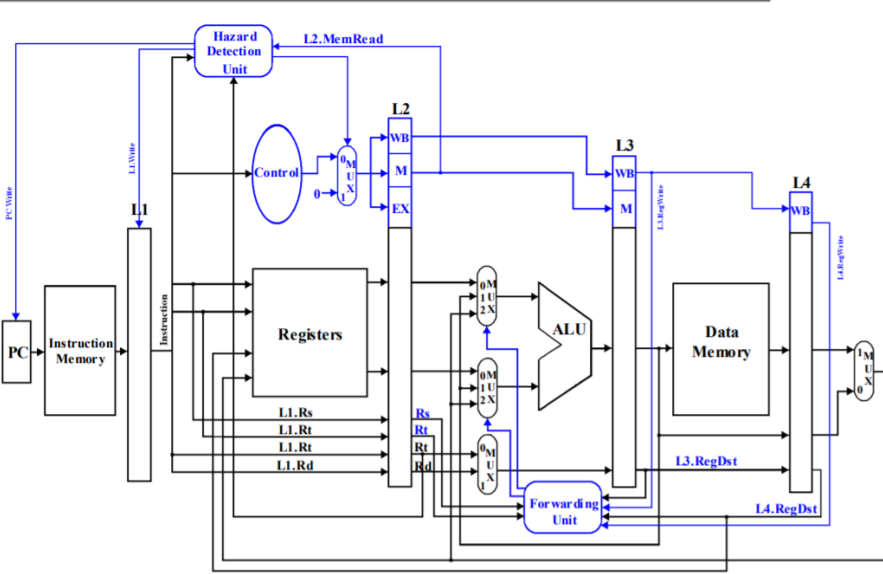 Hazard
Detection
Unit
L2.MemRead
L2
WB
M
EX
Control
0 M
U
X
1
0
L1.Write
PC Write
L1
L3
WB
M
L3.RegWrite
L4
WB
L4.RegWrite
Instruction
PC
Instruction
Memory
Registers
0 M
1 U
2 X
ALU
0 M
1 U
2 X
Data
Memory
1 M
U
X
0
L1.Rs
L1.Rt
L1.Rt
L1.Rd
Rs
Rt
Rt
Rd
0 M
U
X
1
L3.RegDst
Forwarding
Unit
L4.RegDst